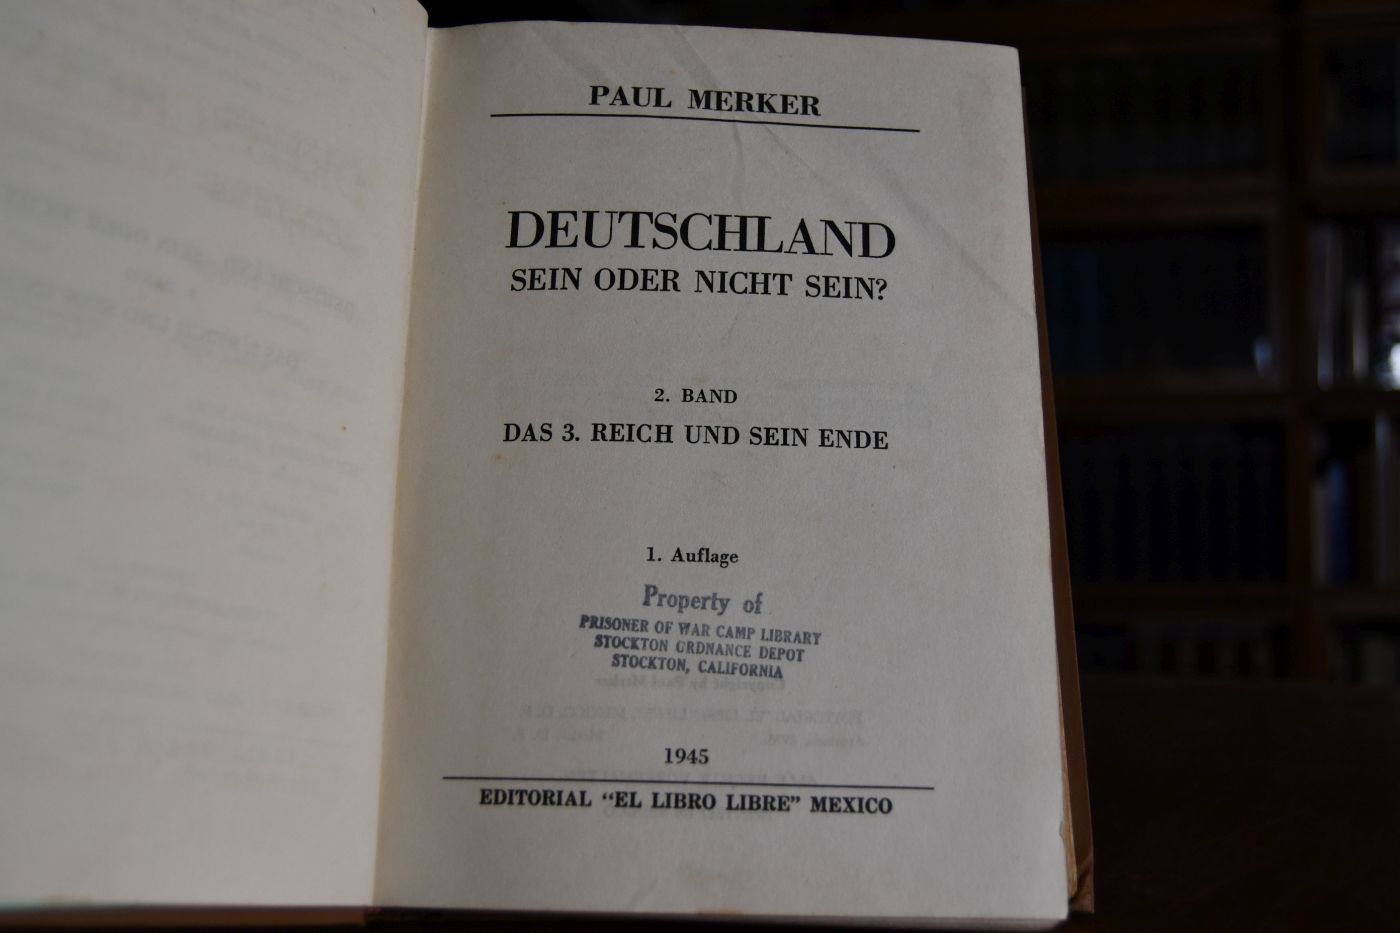 PAUL MERKER
DEUTSCHLAND
SEIN ODER NICHT SEIN?
2. BAND
DAS 3. REICH UND SEIN ENDE
1. Auflage
Property of
PRISONER OF WAR CAMP LIBRARY
STOCKTON ORDNANCE DEPOT
STOCKTON, CALIFORNIA
1945
EDITORIAL “EL LIBRO LIBRE” MEXICO